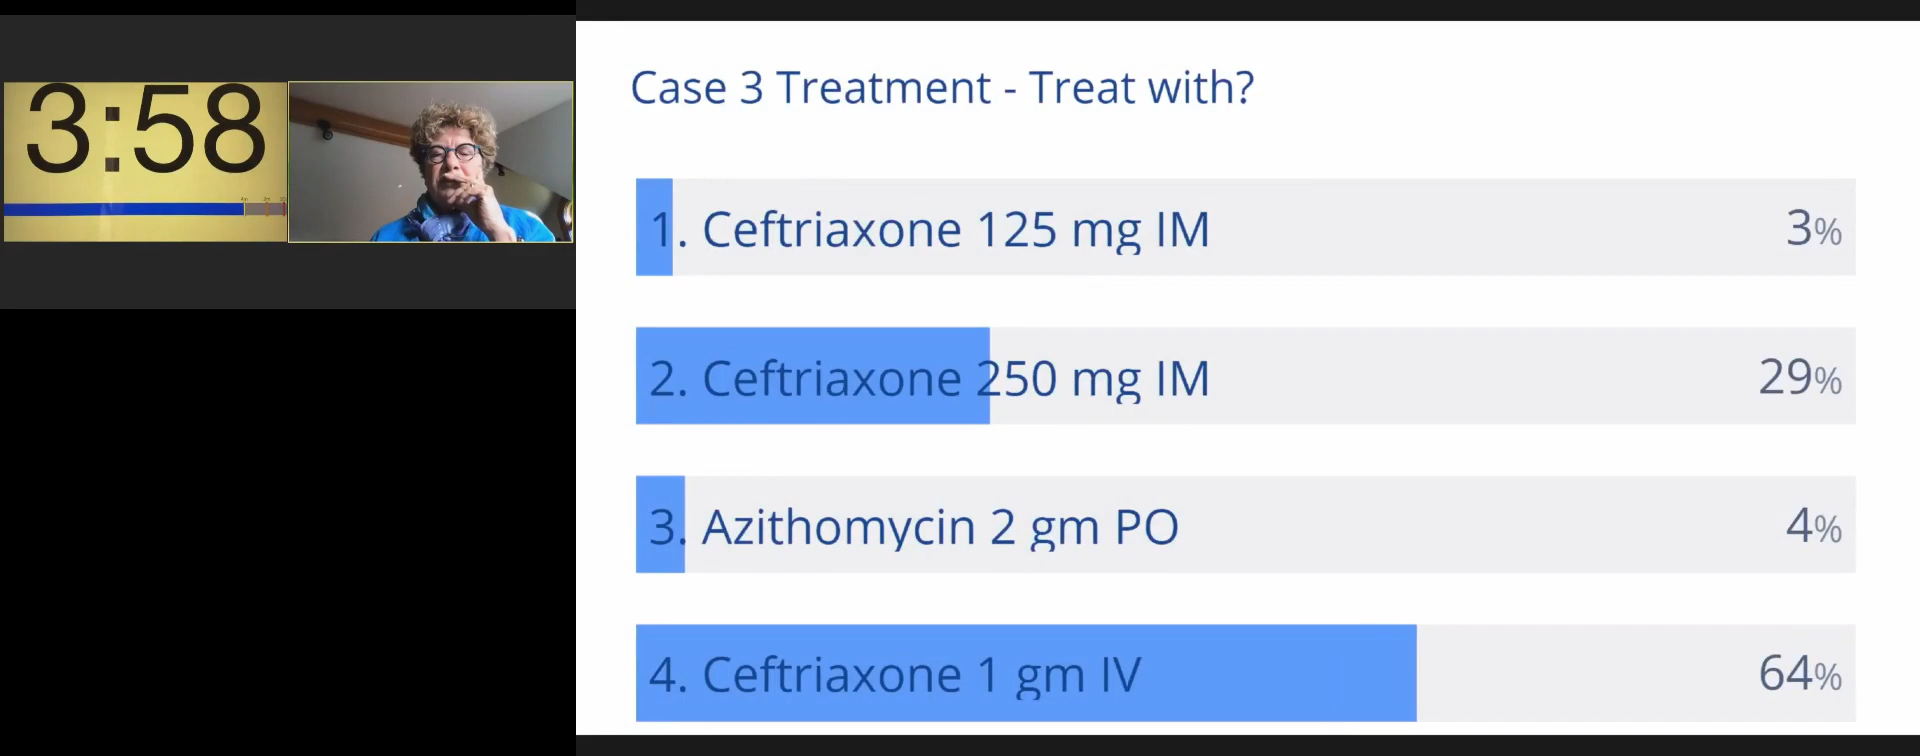 3:58
Case 3 Treatment - Treat with?
1. Ceftriaxone 125 mg IM 3%
2. Ceftriaxone 250 mg IM 29%
3. Azithomycin 2 gm PO 4%
4. Ceftriaxone 1 gm IV 64%